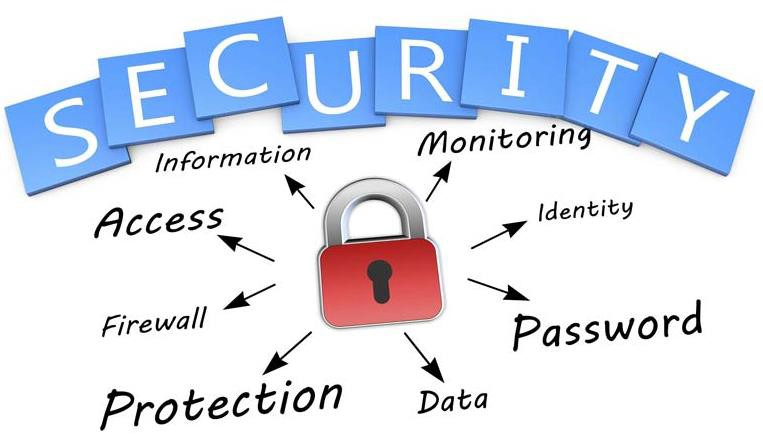 SECURITY
Information
Monitoring
Access
Identity
Firewall
Password
Protection
Data